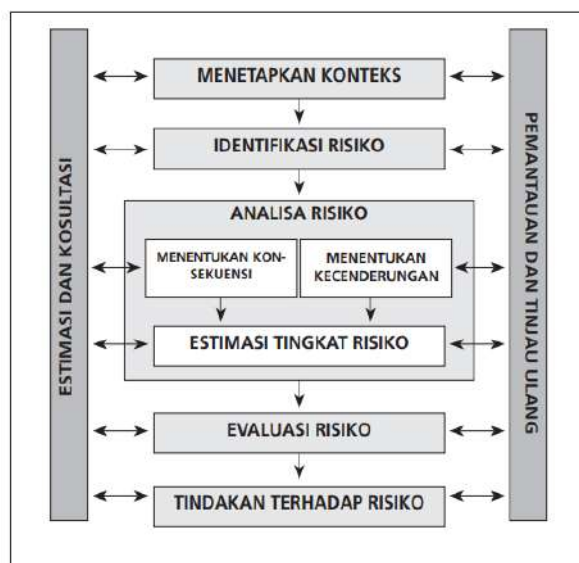 ESTIMASI DAN KOSULTASI
MENETAPKAN KONTEKS
IDENTIFIKASI RISIKO
ANALISA RISIKO
MENENTUKAN KON-
SEKUENSI
MENENTUKAN
KECENDERUNGAN
ESTIMASI TINGKAT RISIKO
EVALUASI RISIKO
TINDAKAN TERHADAP RISIKO
PEMANTAUAN DAN TINJAU ULANG